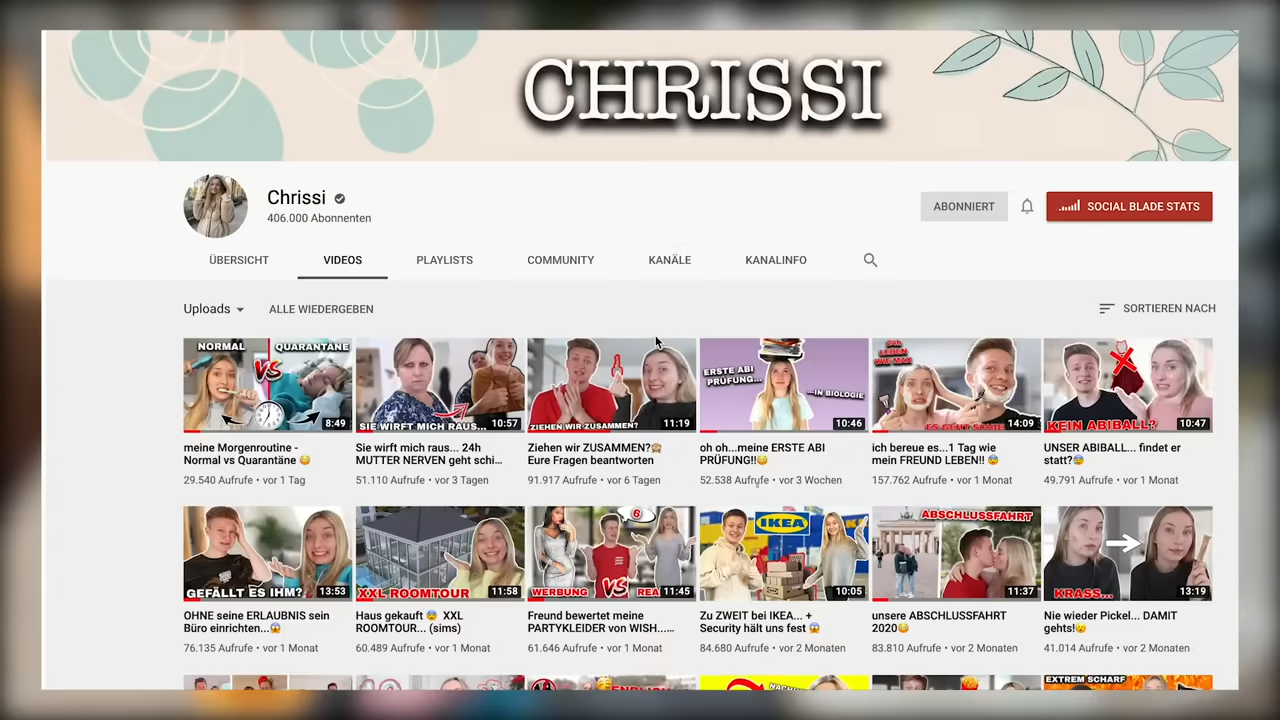 CHRISSI
Chrissi
406.000 Abonnenten
ABONNIERT
SOCIAL BLADE STATS
ÜBERSICHT
VIDEOS
PLAYLISTS
COMMUNITY
KANÄLE
KANALINFO
Uploads
ALLE WIEDERGEBEN
SORTIEREN NACH
NORMAL
QUARANTÄNE
VS
8:49
SIE WIRFT MICH RAUS...
10:57
ZIEHEN WIR ZUSAMMEN?
11:19
ERSTE ABI
PRÜFUNG...
...IN BIOLOGIE
10:46
14:09
KEIN ABIBALL?
10:47
meine Morgenroutine -
Normal vs Quarantäne 😳
29.540 Aufrufe • vor 1 Tag
Sie wirft mich raus... 24h
MUTTER NERVEN geht schi...
51.110 Aufrufe • vor 3 Tagen
Ziehen wir ZUSAMMEN?🙈
Eure Fragen beantworten
91.917 Aufrufe • vor 6 Tagen
oh oh...meine ERSTE ABI
PRÜFUNG!!😳
52.538 Aufrufe • vor 3 Wochen
ich bereue es...1 Tag wie
mein FREUND LEBEN!! 😨
157.762 Aufrufe • vor 1 Monat
UNSER ABIBALL... findet er
statt?😰
49.791 Aufrufe • vor 1 Monat
GEFÄLLT ES IHM?
13:53
XXL ROOMTOUR
11:58
6
WERBUNG
VS
11:45
IKEA
10:05
ABSCHLUSSFAHRT
11:37
KRASS...
13:19
OHNE seine ERLAUBNIS sein
Büro einrichten...😱
76.135 Aufrufe • vor 1 Monat
Haus gekauft 😨 XXL
ROOMTOUR... (sims)
60.489 Aufrufe • vor 1 Monat
Freund bewertet meine
PARTYKLEIDER von WISH......
61.646 Aufrufe • vor 1 Monat
Zu ZWEIT bei IKEA... +
Security hält uns fest 😱
84.680 Aufrufe • vor 2 Monaten
unsere ABSCHLUSSFAHRT
2020😳
83.810 Aufrufe • vor 2 Monaten
Nie wieder Pickel... DAMIT
gehts!😮
41.014 Aufrufe • vor 2 Monaten
EXTREM SCHARF